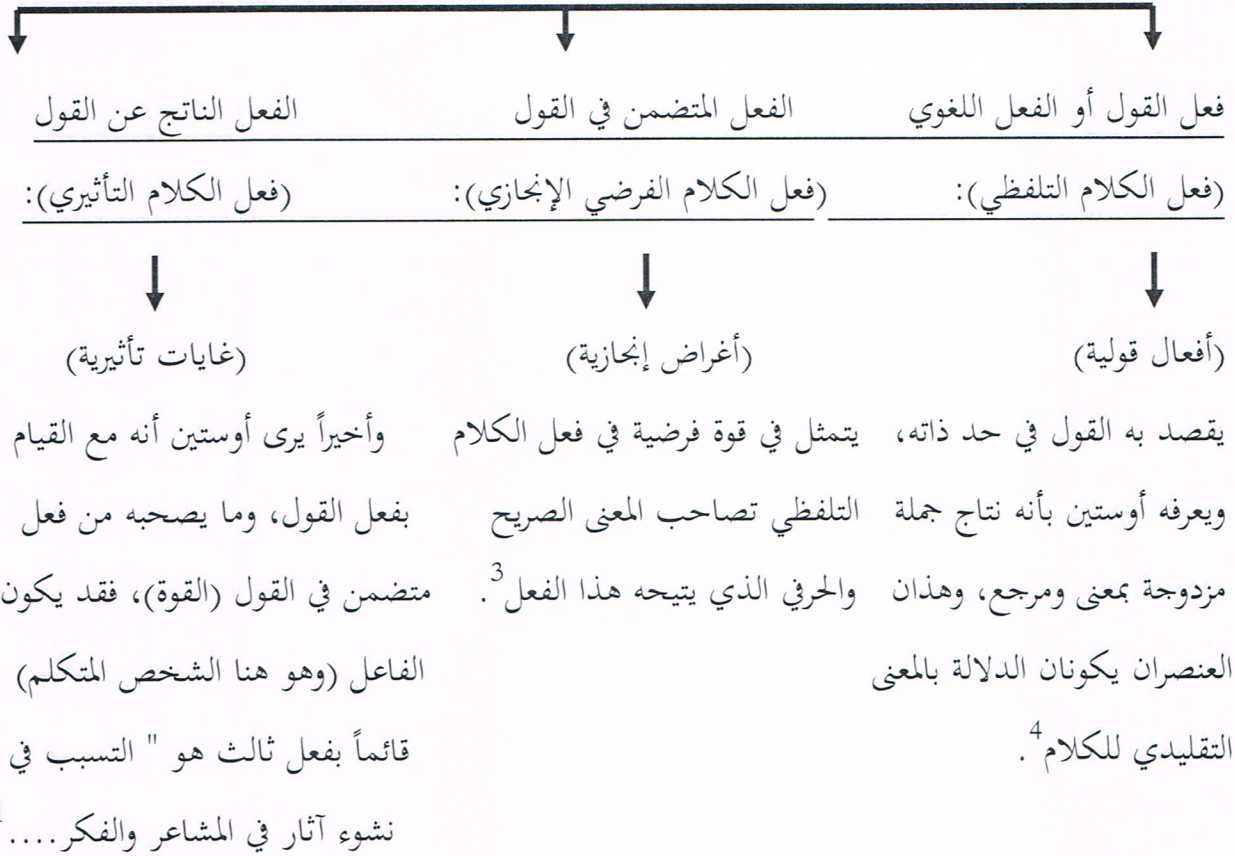 فعل القول أو الفعل اللغوي
(فعل الكلام التلفظي):
(أفعال قولية)
يقصد به القول في حد ذاته،
ويعرفه أوستين بأنه نتاج جملة
مزدوجة بمعنى ومرجع، وهذان
العنصران يكونان الدلالة بالمعنى
التقليدي للكلام4.
الفعل المتضمن في القول
(فعل الكلام الفرضي الإنجازي):
(أغراض إنجازية)
يتمثل في قوة فرضية في فعل الكلام
التلفظي تصاحب المعنى الصريح
والحرفي الذي يتيحه هذا الفعل3.
الفعل الناتج عن القول
(فعل الكلام التأثيري):
(غايات تأثيرية)
وأخيراً يرى أوستين أنه مع القيام
بفعل القول، وما يصحبه من فعل
متضمن في القول (القوة)، فقد يكون
الفاعل (وهو هنا الشخص المتكلم)
قائماً بفعل ثالث هو " التسبب في
نشوء آثار في المشاعر والفكر....